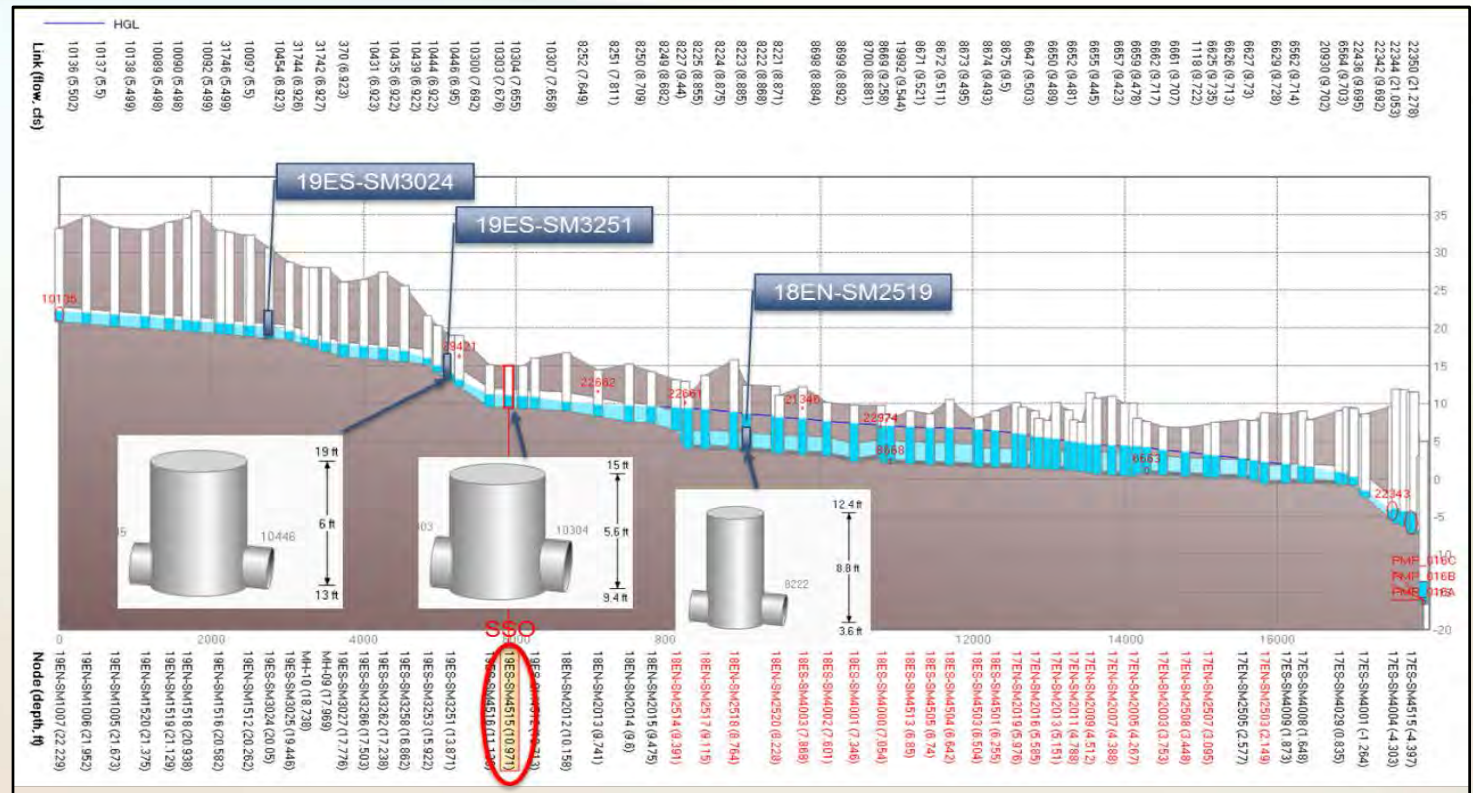 HGL
Link (flow, cfs)
10136 (5.502)
10137 (5.5)
10138 (5.499)
10089 (5.499)
10090 (5.498)
10092 (5.499)
31746 (5.499)
10097 (5.5)
10454 (6.923)
31744 (6.926)
31742 (6.927)
370 (6.923)
10431 (6.923)
10435 (6.922)
10439 (6.922)
10444 (6.922)
10446 (6.95)
10300 (7.692)
10303 (7.676)
10304 (7.655)
10307 (7.658)
8252 (7.649)
8251 (7.811)
8250 (8.709)
8249 (8.682)
8227 (9.44)
8225 (8.855)
8224 (8.875)
8223 (8.885)
8222 (8.868)
8221 (8.871)
8698 (8.884)
8699 (8.892)
8700 (8.881)
8669 (9.258)
19992 (9.544)
8671 (9.521)
8672 (9.511)
8673 (9.495)
8674 (9.493)
8675 (9.5)
6647 (9.503)
6650 (9.489)
6652 (9.481)
6655 (9.445)
6657 (9.423)
6659 (9.478)
6662 (9.717)
6661 (9.707)
1118 (9.722)
6625 (9.735)
6626 (9.713)
6627 (9.73)
6629 (9.728)
6562 (9.714)
20930 (9.702)
6564 (9.703)
22436 (9.695)
22342 (9.692)
22344 (21.053)
22350 (21.278)
19ES-SM3024
19ES-SM3251
18EN-SM2519
35
30
25
20
15
10
5
0
-5
-10
-15
-20
10135
29421
22662
22661
21346
22974
8668
6663
22343
PMP_016C
PMP_016B
PMP_016A
19 ft
6 ft
13 ft
10446
15 ft
5.6 ft
9.4 ft
03
10304
12.4 ft
8.8 ft
3.6 ft
8222
0
2000
4000
800
12000
14000
16000
SSO
Node (depth, ft)
19EN-SM1007 (22.229)
19EN-SM1006 (21.952)
19EN-SM1005 (21.673)
19EN-SM1520 (21.375)
19EN-SM1519 (21.129)
19EN-SM1518 (20.938)
19EN-SM1516 (20.582)
19EN-SM1512 (20.262)
19ES-SM3024 (20.05)
19ES-SM3025 (19.446)
MH-10 (18.738)
MH-09 (17.969)
19ES-SM3027 (17.776)
19ES-SM3266 (17.503)
19ES-SM3262 (17.238)
19ES-SM3258 (16.862)
19ES-SM3253 (15.922)
19ES-SM3251 (13.871)
19ES-SM4516
19ES-SM4515 (10.971)
18EN-SM2012 (10.158)
18EN-SM2013 (9.741)
18EN-SM2014 (9.6)
18EN-SM2015 (9.475)
18EN-SM2514 (9.391)
18EN-SM2517 (9.115)
18EN-SM2518 (8.764)
18EN-SM2520 (8.228)
18ES-SM4003 (7.868)
18ES-SM4002 (7.601)
18ES-SM4001 (7.346)
18ES-SM4000 (7.054)
18ES-SM4513 (6.86)
18ES-SM4505 (6.74)
18ES-SM4504 (6.642)
18ES-SM4503 (6.504)
18ES-SM4501 (6.255)
17EN-SM2019 (5.976)
17EN-SM2016 (5.585)
17EN-SM2013 (5.151)
17EN-SM2011 (4.788)
17EN-SM2009 (4.512)
17EN-SM2007 (4.388)
17EN-SM2005 (4.267)
17EN-SM2003 (3.753)
17EN-SM2508 (3.448)
17EN-SM2507 (3.095)
17EN-SM2505 (2.577)
17EN-SM2503 (2.149)
17ES-SM4009 (1.873)
17ES-SM4008 (1.648)
17ES-SM4029 (0.835)
17ES-SM4001 (-1.264)
17ES-SM4004 (-4.303)
17ES-SM4515 (-4.397)